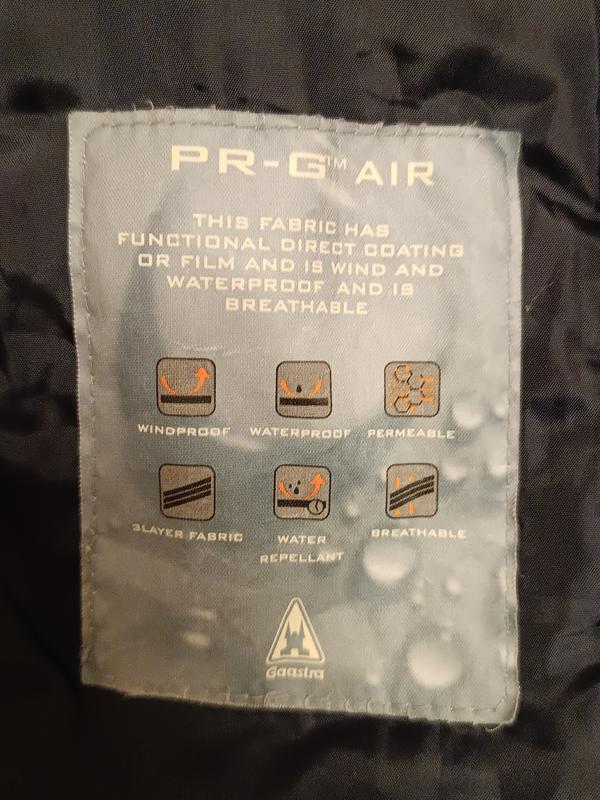 PR-G™ AIR
THIS FABRIC HAS
FUNCTIONAL DIRECT COATING
OR FILM AND IS WIND AND
WATERPROOF AND IS
BREATHABLE
WINDPROOF WATERPROOF PERMEABLE
3LAYER FABRIC WATER REPELLANT BREATHABLE
Gaastra